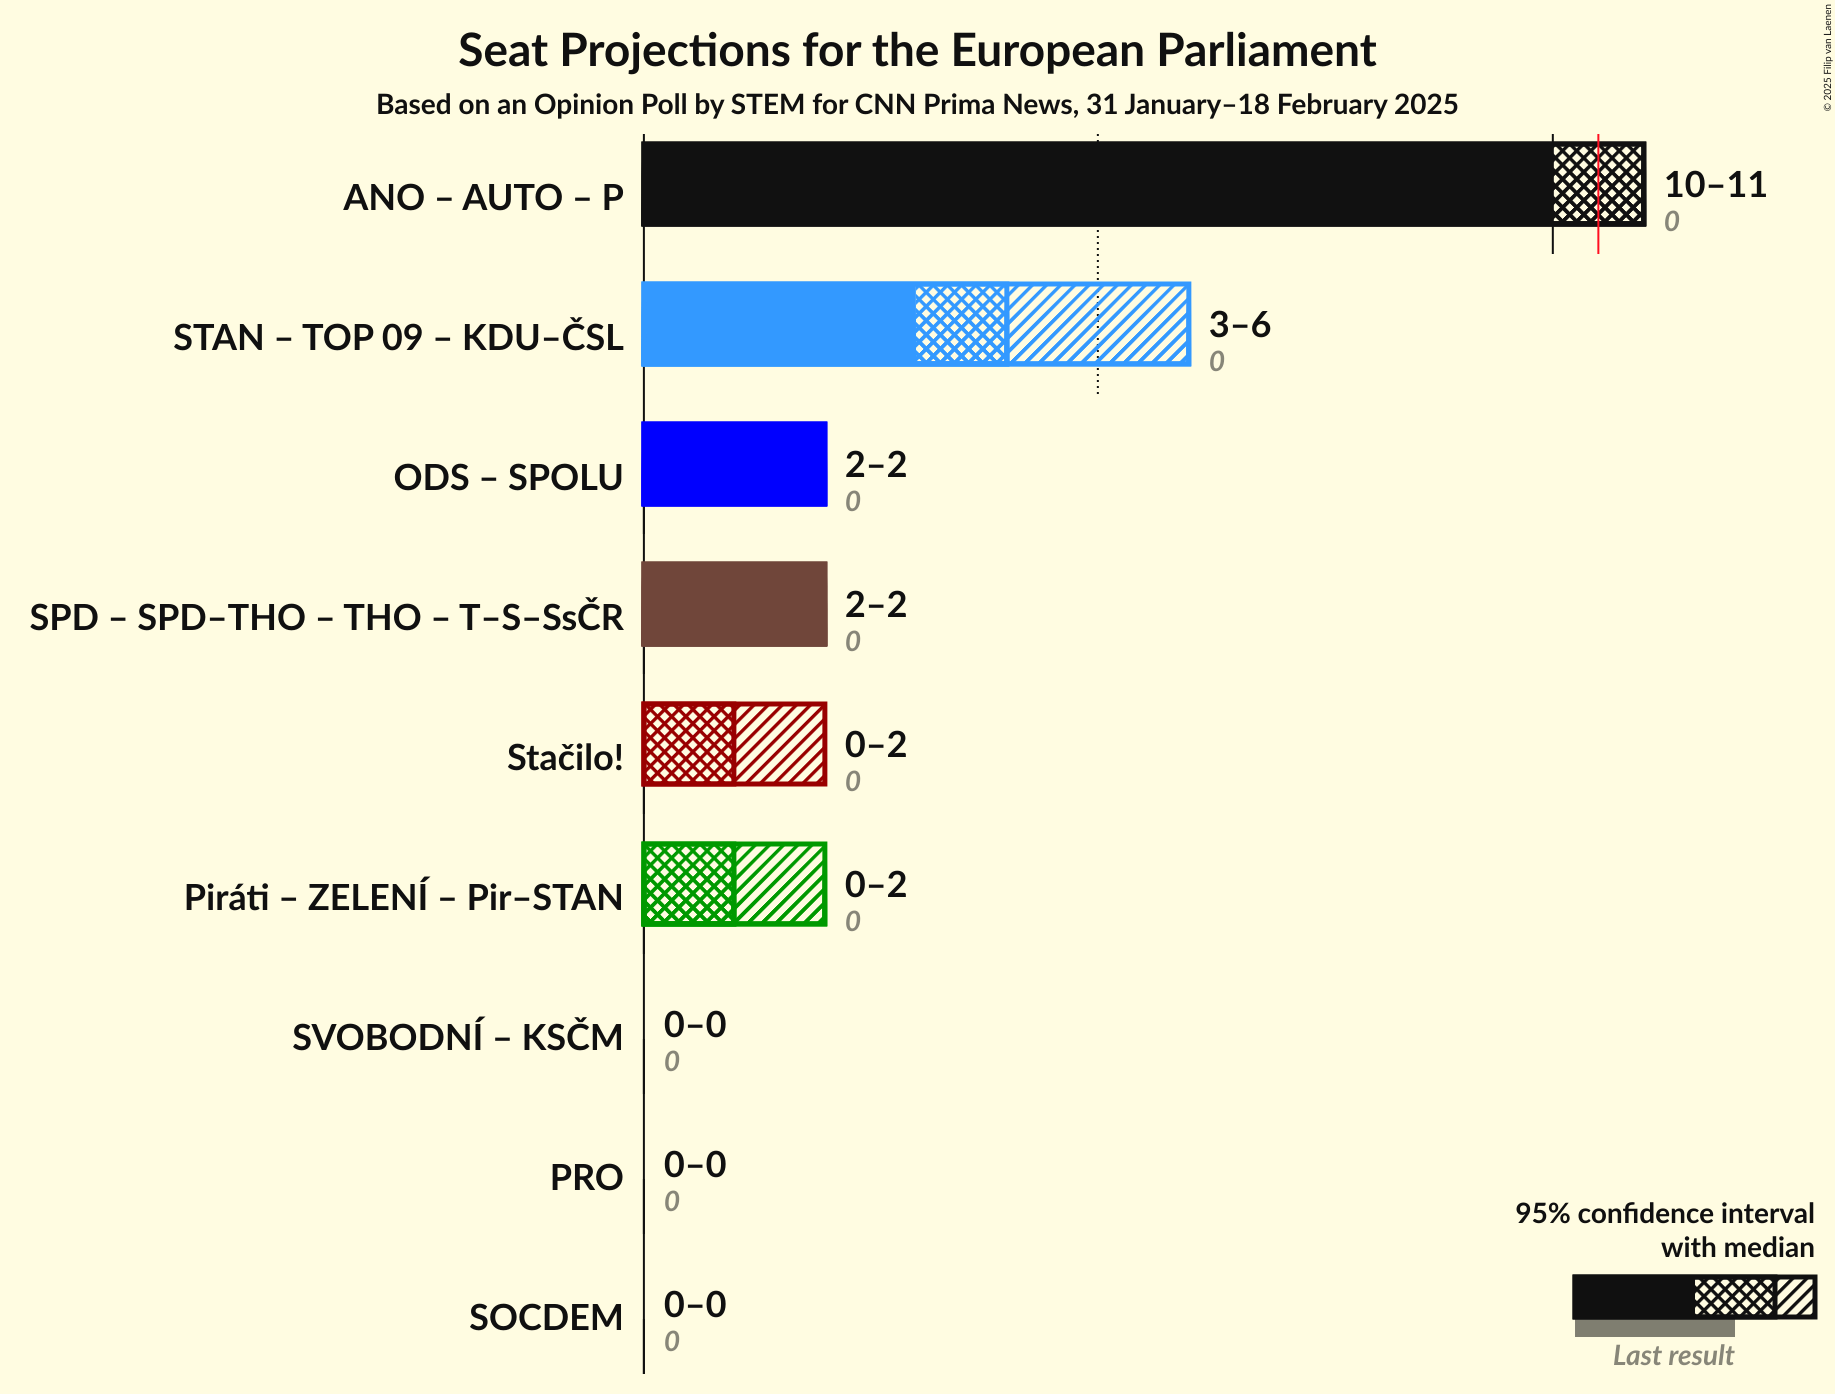 Seat Projections for the European Parliament
Based on an Opinion Poll by STEM for CNN Prima News, 31 January–18 February 2025
© 2025 Filip van Laenen
ANO – AUTO – P
10–11
0
STAN – TOP 09 – KDU–ČSL
3–6
0
ODS – SPOLU
2–2
0
SPD – SPD–THO – THO – T–S–SsČR
2–2
0
Stačilo!
0–2
0
Piráti – ZELENÍ – Pir–STAN
0–2
0
SVOBODNÍ – KSČM
0–0
0
PRO
0–0
0
SOCDEM
0–0
0
95% confidence interval
with median
Last result